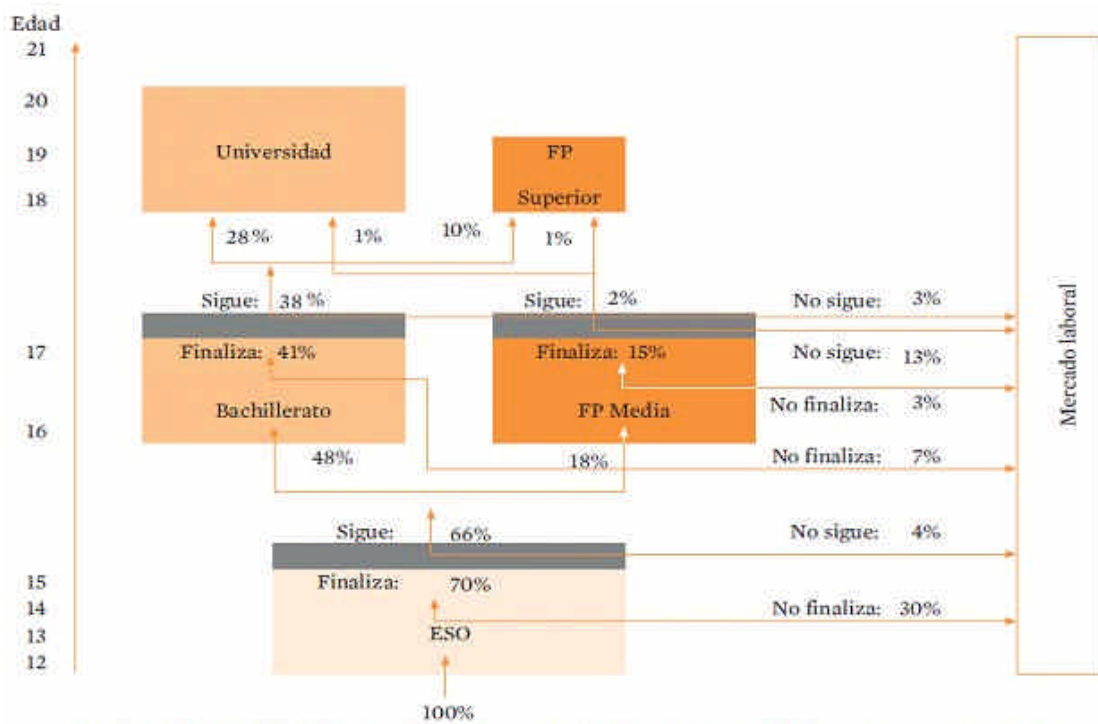 Edad
21
20
19
18
17
16
15
14
13
12
Universidad
FP
Superior
28%
1%
10%
1%
Sigue: 38 %
Sigue: 2%
No sigue: 3%
Finaliza: 41%
Finaliza: 15%
No sigue: 13%
Bachillerato
FP Media
No finaliza: 3%
48%
18%
No finaliza: 7%
Sigue: 66%
No sigue: 4%
Finaliza: 70%
No finaliza: 30%
ESO
100%
Mercado laboral